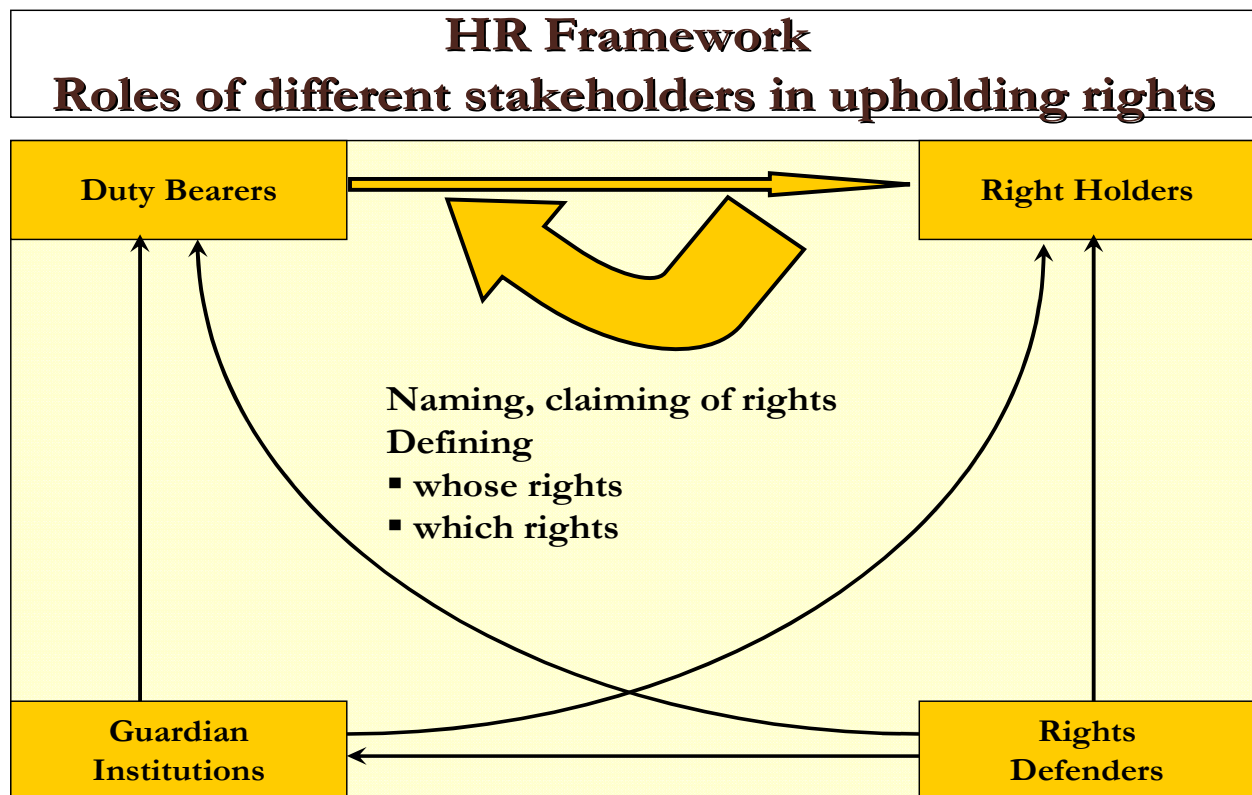 HR Framework
Roles of different stakeholders in upholding rights
Duty Bearers
Right Holders
Naming, claiming of rights
Defining
▪ whose rights
▪ which rights
Guardian
Institutions
Rights
Defenders